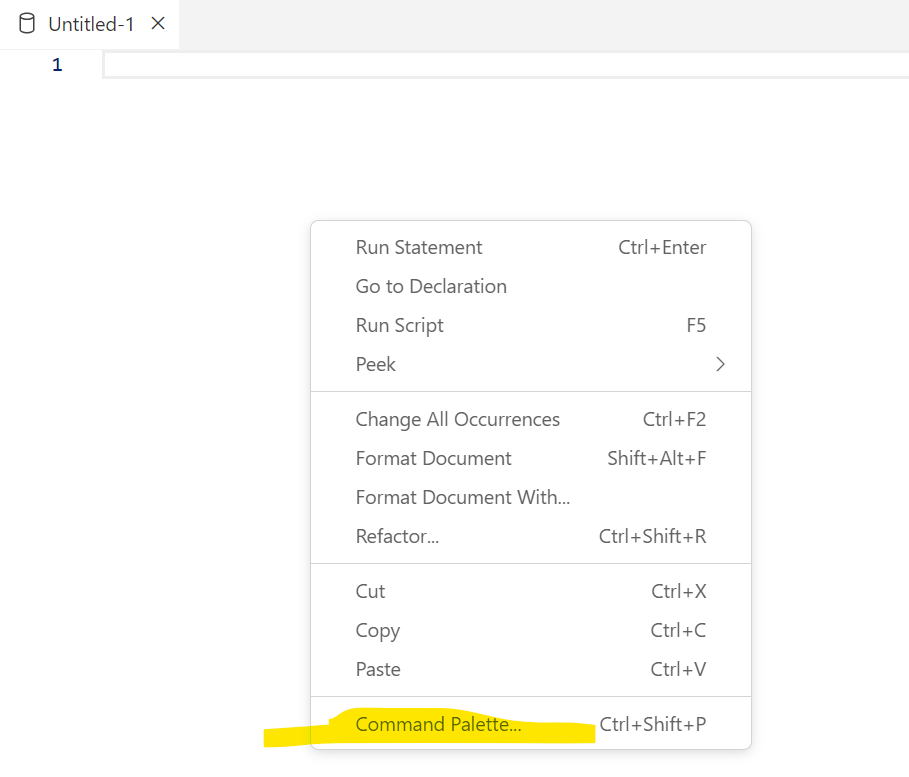 Untitled-1
1
Run Statement Ctrl+Enter
Go to Declaration
Run Script F5
Peek
Change All Occurrences Ctrl+F2
Format Document Shift+Alt+F
Format Document With...
Refactor... Ctrl+Shift+R
Cut Ctrl+X
Copy Ctrl+C
Paste Ctrl+V
Command Palette... Ctrl+Shift+P